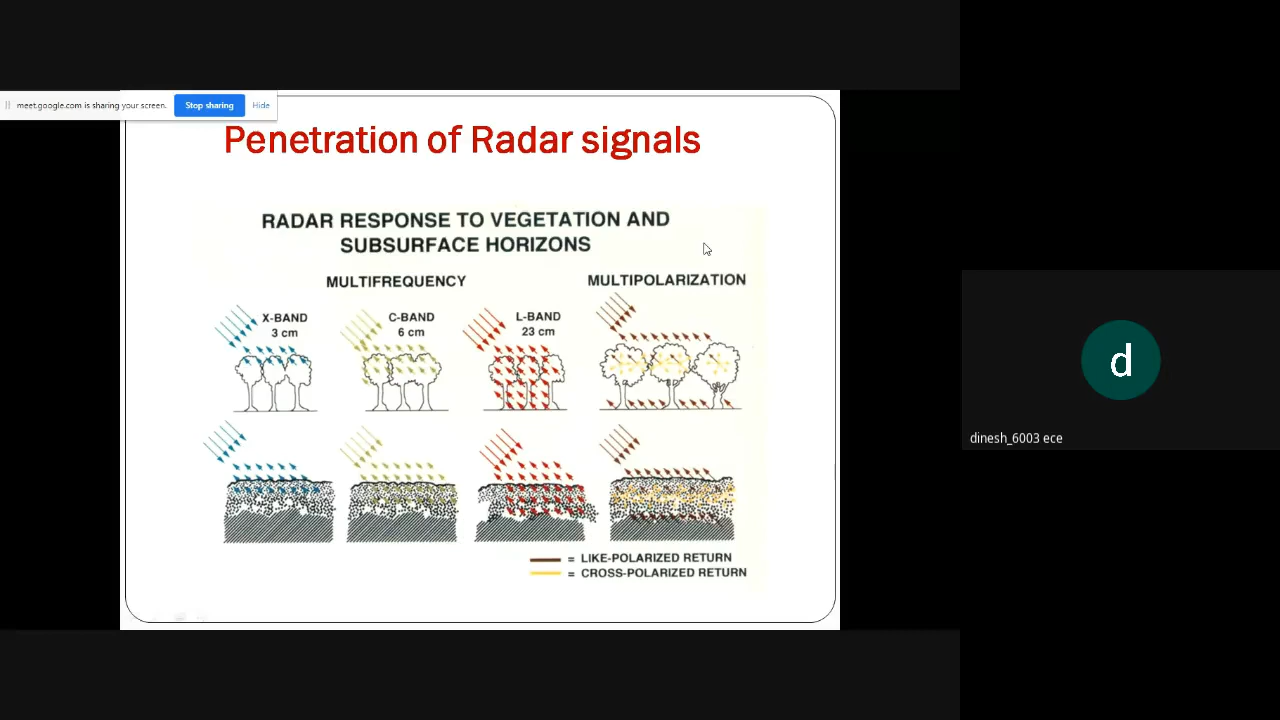 meet.google.com is sharing your screen.
Stop sharing
Hide
Penetration of Radar signals
RADAR RESPONSE TO VEGETATION AND
SUBSURFACE HORIZONS
MULTIFREQUENCY
MULTIPOLARIZATION
X-BAND
3 cm
C-BAND
6 cm
L-BAND
23 cm
= LIKE-POLARIZED RETURN
= CROSS-POLARIZED RETURN
d
dinesh_6003 ece